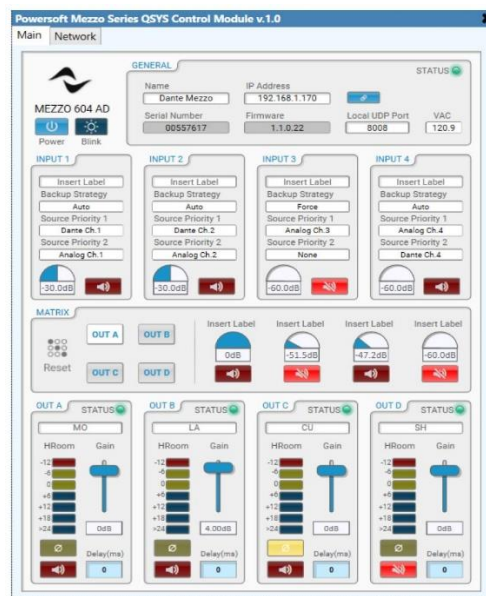 Powersoft Mezzo Series QSYS Control Module v.1.0
Main Network
GENERAL
STATUS
Name IP Address
Dante Mezzo 192.168.1.170
MEZZO 604 AD
Serial Number Firmware Local UDP Port VAC
00557617 1.1.0.22 8008 120.9
Power Blink
INPUT 1 INPUT 2 INPUT 3 INPUT 4
Insert Label Insert Label Insert Label Insert Label
Backup Strategy Backup Strategy Backup Strategy Backup Strategy
Auto Auto Force Auto
Source Priority 1 Source Priority 1 Source Priority 1 Source Priority 1
Dante Ch.1 Dante Ch.2 Analog Ch.3 Analog Ch.4
Source Priority 2 Source Priority 2 Source Priority 2 Source Priority 2
Analog Ch.1 Analog Ch.2 None Dante Ch.4
-30.0dB -30.0dB -60.0dB -60.0dB
MATRIX
Insert Label Insert Label Insert Label Insert Label
OUT A OUT B
0dB -51.5dB -47.2dB -60.0dB
Reset OUT C OUT D
OUT A STATUS OUT B STATUS OUT C STATUS OUT D STATUS
MO LA CU SH
HRoom Gain HRoom Gain HRoom Gain HRoom Gain
-12 -12 -12 -12
-6 -6 -6 -6
0 0 0 0
+6 +6 +6 +6
+12 +12 +12 +12
+18 +18 +18 +18
>24 0dB >24 4.00dB >24 0dB >24 0dB
Ø Ø Ø Ø
Delay(ms) Delay(ms) Delay(ms) Delay(ms)
0 0 0 0